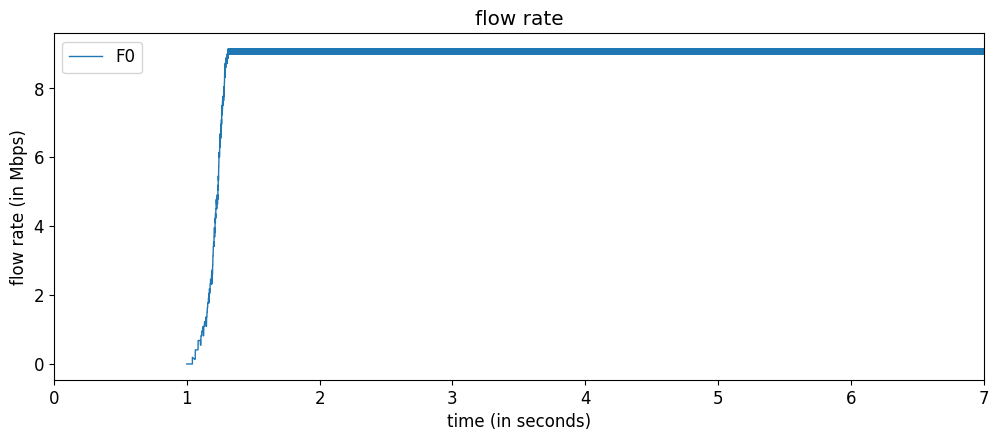 flow rate
F0
flow rate (in Mbps)
8
6
4
2
0
0 1 2 3 4 5 6 7
time (in seconds)